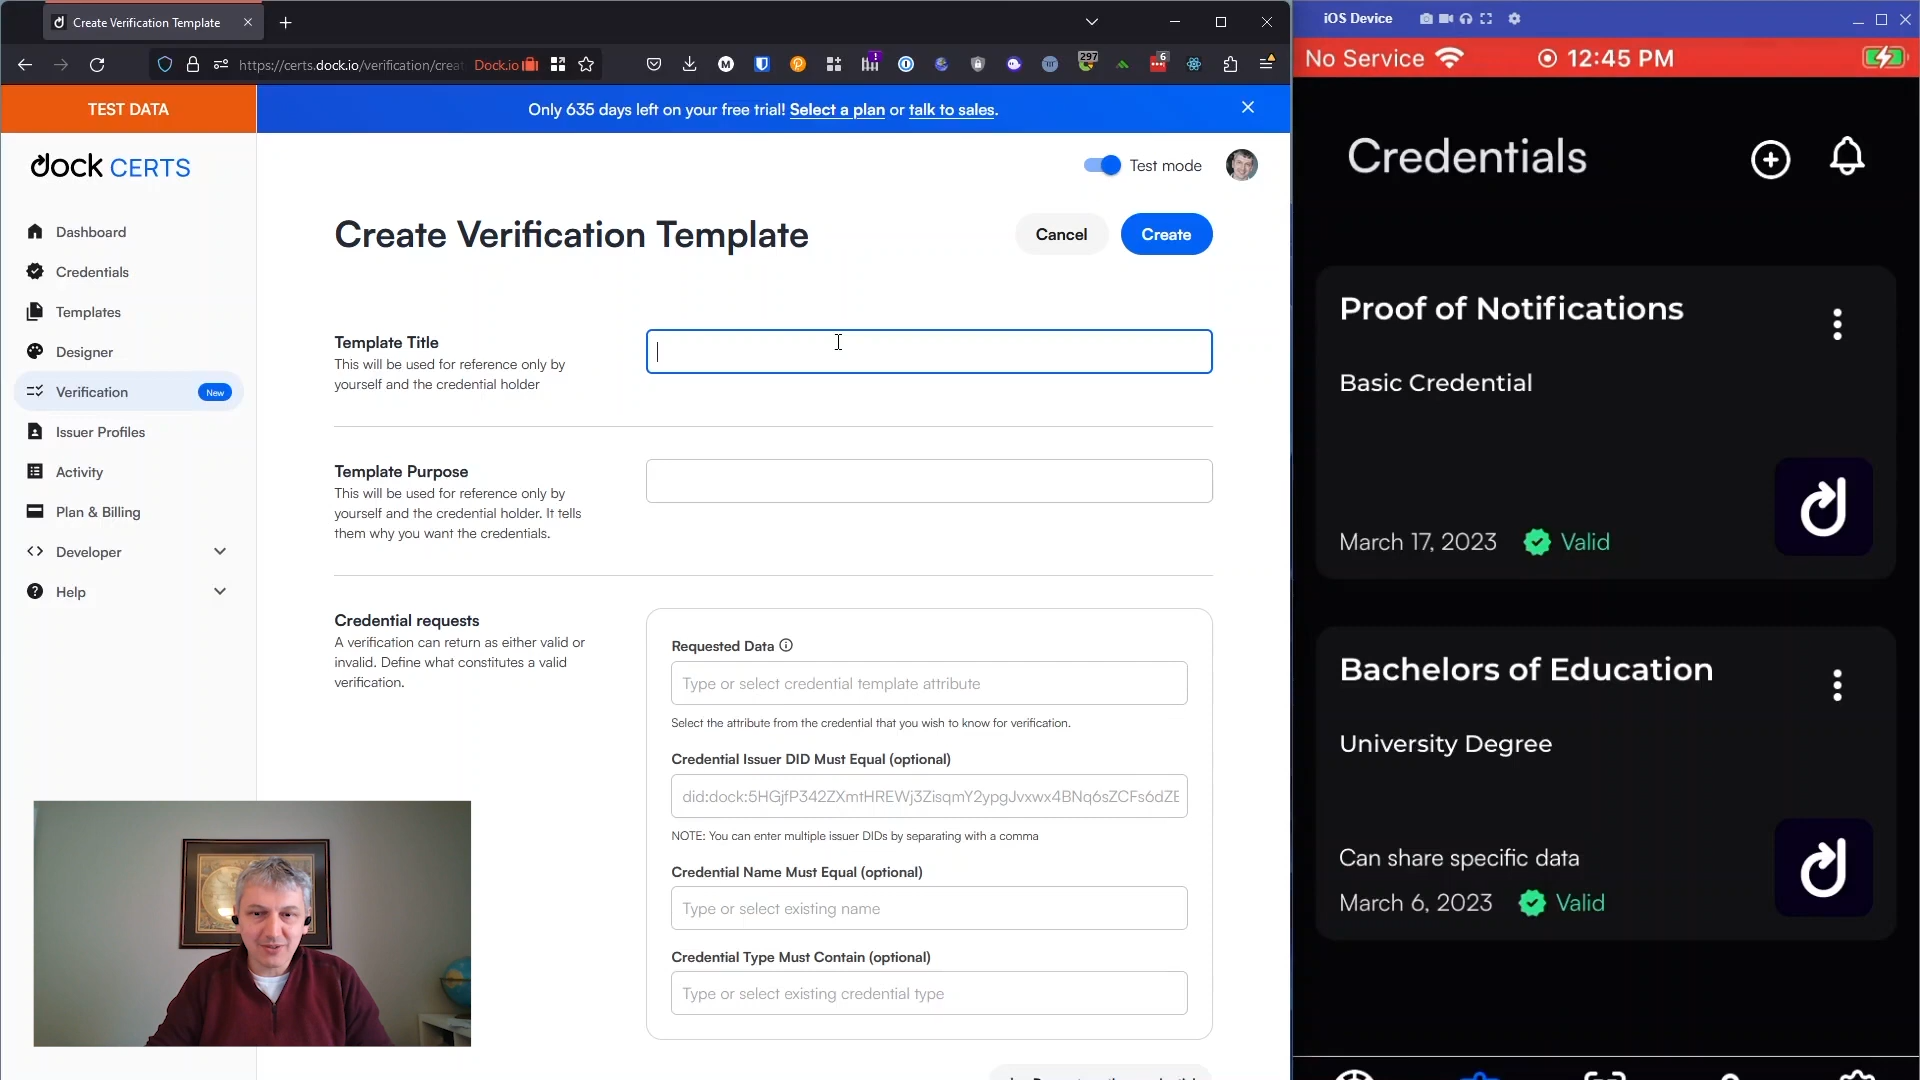 Create Verification Template
https://certs.dock.io/verification/creat
Dock.io
1
297
6
TEST DATA
Only 635 days left on your free trial! Select a plan or talk to sales.
dock CERTS
Test mode
Dashboard
Credentials
Templates
Designer
Verification
New
Issuer Profiles
Activity
Plan & Billing
Developer
Help
Create Verification Template
Cancel
Create
Template Title
This will be used for reference only by
yourself and the credential holder
Template Purpose
This will be used for reference only by
yourself and the credential holder. It tells
them why you want the credentials.
Credential requests
A verification can return as either valid or
invalid. Define what constitutes a valid
verification.
Requested Data
Type or select credential template attribute
Select the attribute from the credential that you wish to know for verification.
Credential Issuer DID Must Equal (optional)
did:dock:5HGjfP342ZXmtHREWj3ZisqmY2ypgJvxwx4BNq6sZCFs6dZE
NOTE: You can enter multiple issuer DIDs by separating with a comma
Credential Name Must Equal (optional)
Type or select existing name
Credential Type Must Contain (optional)
Type or select existing credential type
iOS Device
No Service
12:45 PM
Credentials
Proof of Notifications
Basic Credential
March 17, 2023
Valid
Bachelors of Education
University Degree
Can share specific data
March 6, 2023
Valid